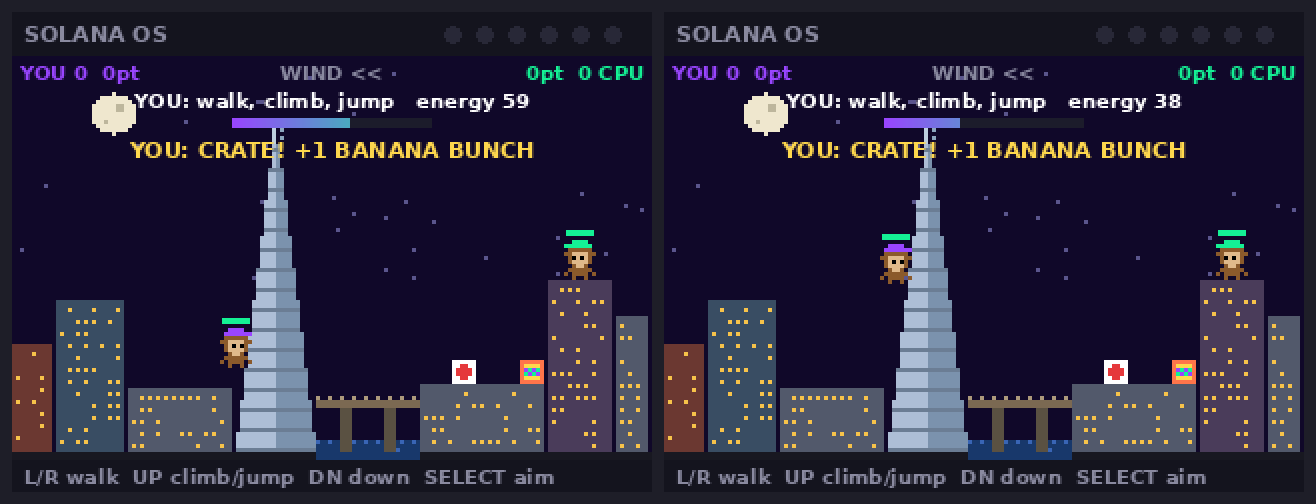 SOLANA OS
YOU 0 0pt WIND << · 0pt 0 CPU
YOU: walk, climb, jump energy 59
YOU: CRATE! +1 BANANA BUNCH
L/R walk UP climb/jump DN down SELECT aim
SOLANA OS
YOU 0 0pt WIND << · 0pt 0 CPU
YOU: walk, climb, jump energy 38
YOU: CRATE! +1 BANANA BUNCH
L/R walk UP climb/jump DN down SELECT aim